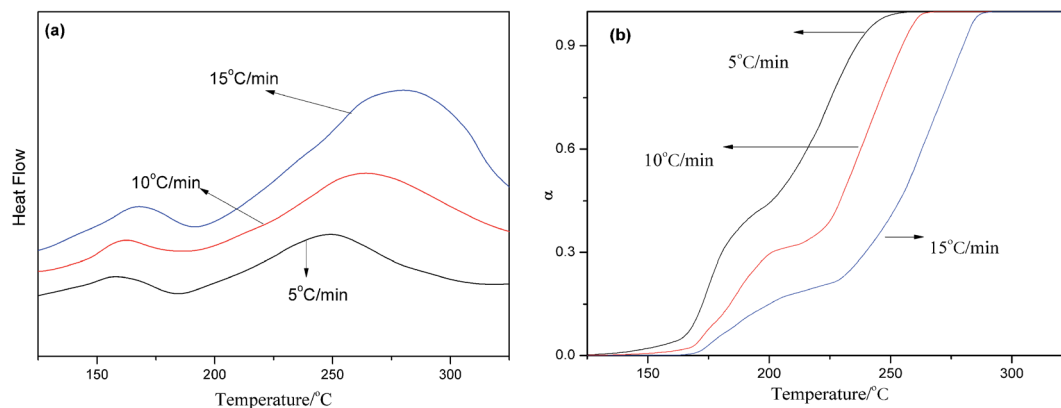 (a)
15°C/min
10°C/min
5°C/min
Heat Flow
150
200
250
300
Temperature/°C
(b)
5°C/min
10°C/min
15°C/min
α
0.9
0.6
0.3
0.0
150
200
250
300
Temperature/°C